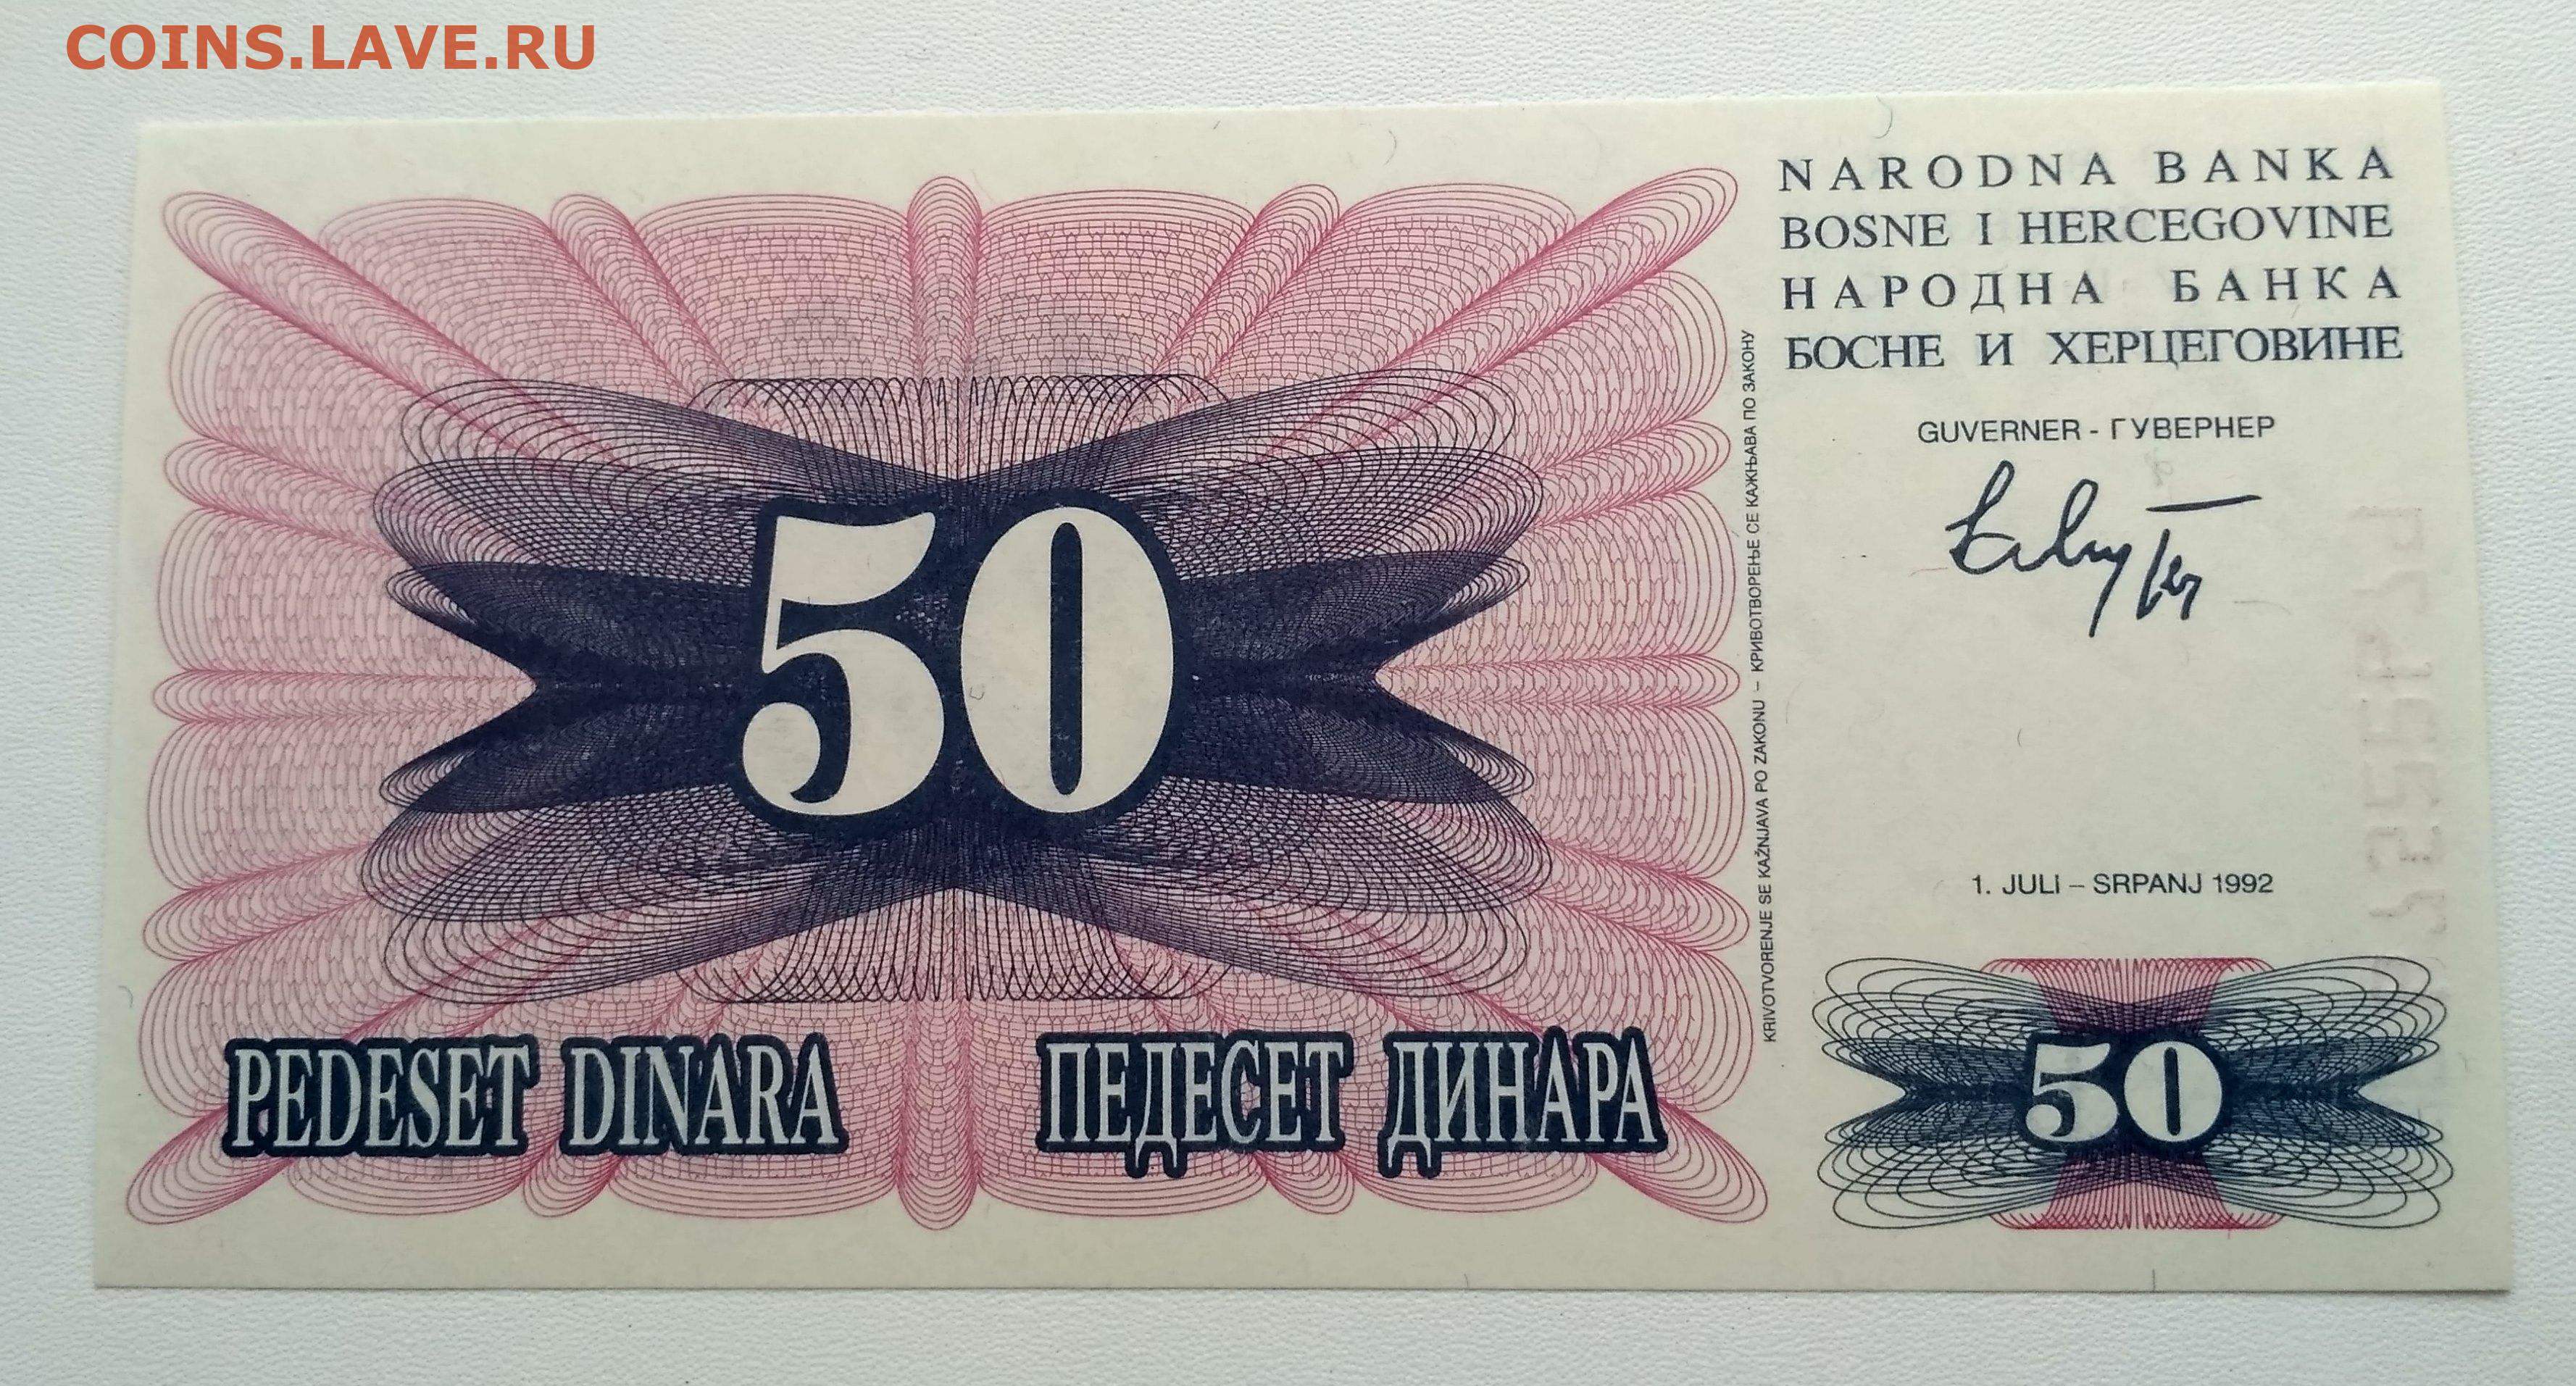 COINS.LAVE.RU
NARODNA BANKA
BOSNE I HERCEGOVINE
НАРОДНА БАНКА
БОСНЕ И ХЕРЦЕГОВИНЕ
GUVERNER - ГУВЕРНЕР
KRIVOTVORENJE SE KAŽNJAVA PO ZAKONU – КРИВОТВОРЕЊЕ СЕ КАЖЊАВА ПО ЗАКОНУ
50
1. JULI – SRPANJ 1992
PEDESET DINARA ПЕДЕСЕТ ДИНАРА
50